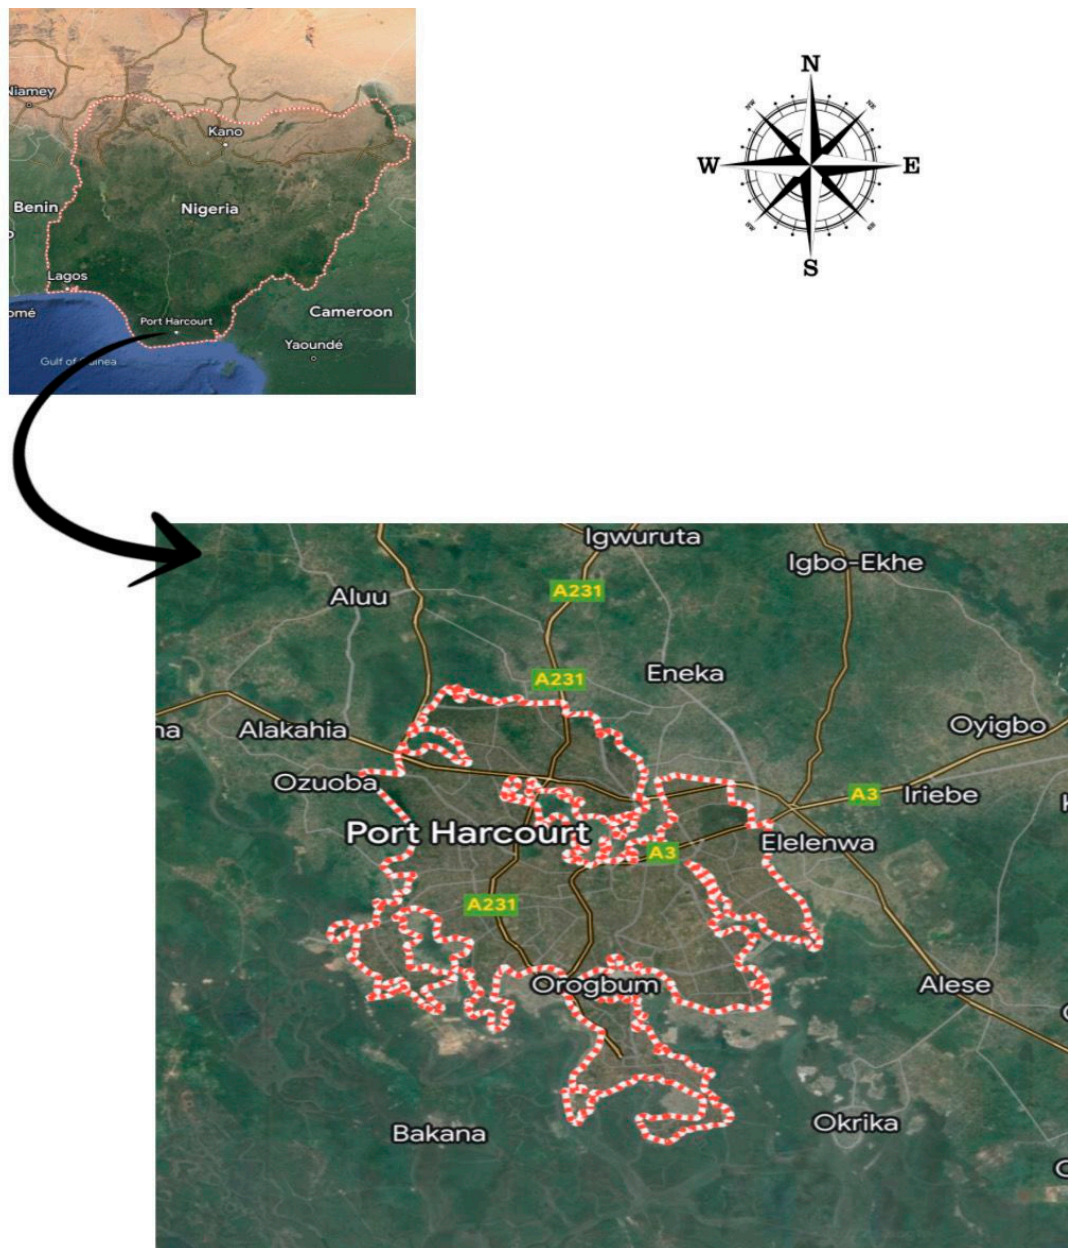 Niamey
Kano
Benin
Nigeria
Lagos
omé
Port Harcourt
Cameroon
Yaoundé
Gulf of Guinea
N
W
E
S
Igwuruta
Igbo-Ekhe
A231
Aluu
Eneka
A231
na
Alakahia
Oyigbo
Ozuoba
A3
Iriebe
Port Harcourt
Elelenwa
A3
A231
Orogbum
Alese
Bakana
Okrika